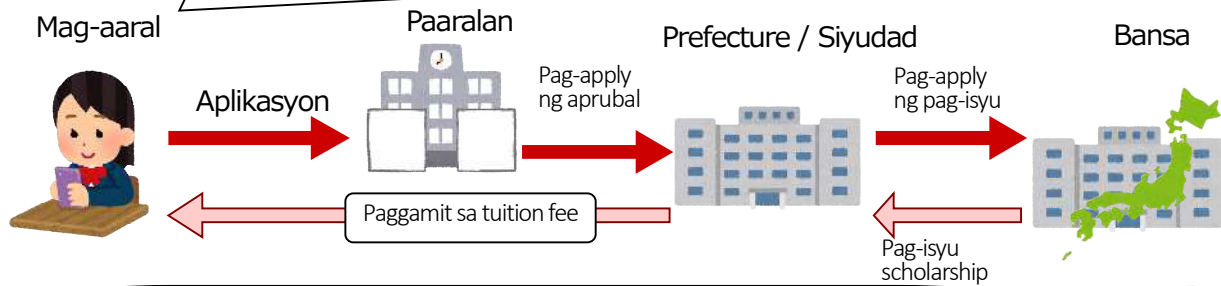 Mag-aaral
Paaralan
Prefecture / Siyudad
Bansa
Aplikasyon
Pag-apply
ng aprubal
Pag-apply
ng pag-isyu
Paggamit sa tuition fee
Pag-isyu
scholarship